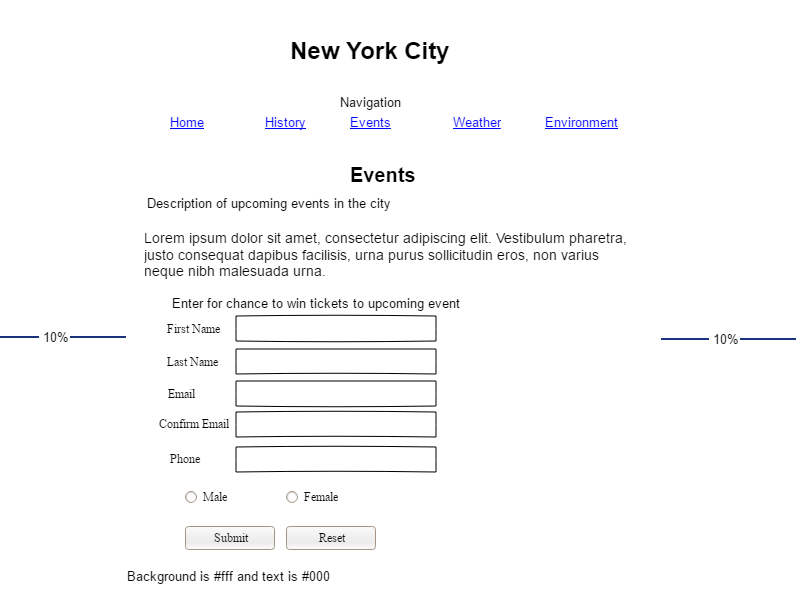 New York City
Navigation
Home History Events Weather Environment
Events
Description of upcoming events in the city
Lorem ipsum dolor sit amet, consectetur adipiscing elit. Vestibulum pharetra,
justo consequat dapibus facilisis, urna purus sollicitudin eros, non varius
neque nibh malesuada urna.
Enter for chance to win tickets to upcoming event
First Name
10%
10%
Last Name
Email
Confirm Email
Phone
Male Female
Submit Reset
Background is #fff and text is #000